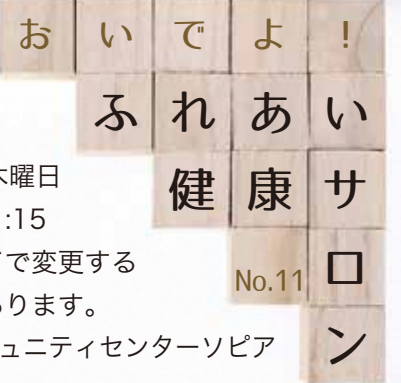 おいでよ!
ふれあい
健康サロン
No.11
木曜日
:15
で変更する
ります。
ュニティセンターソピア